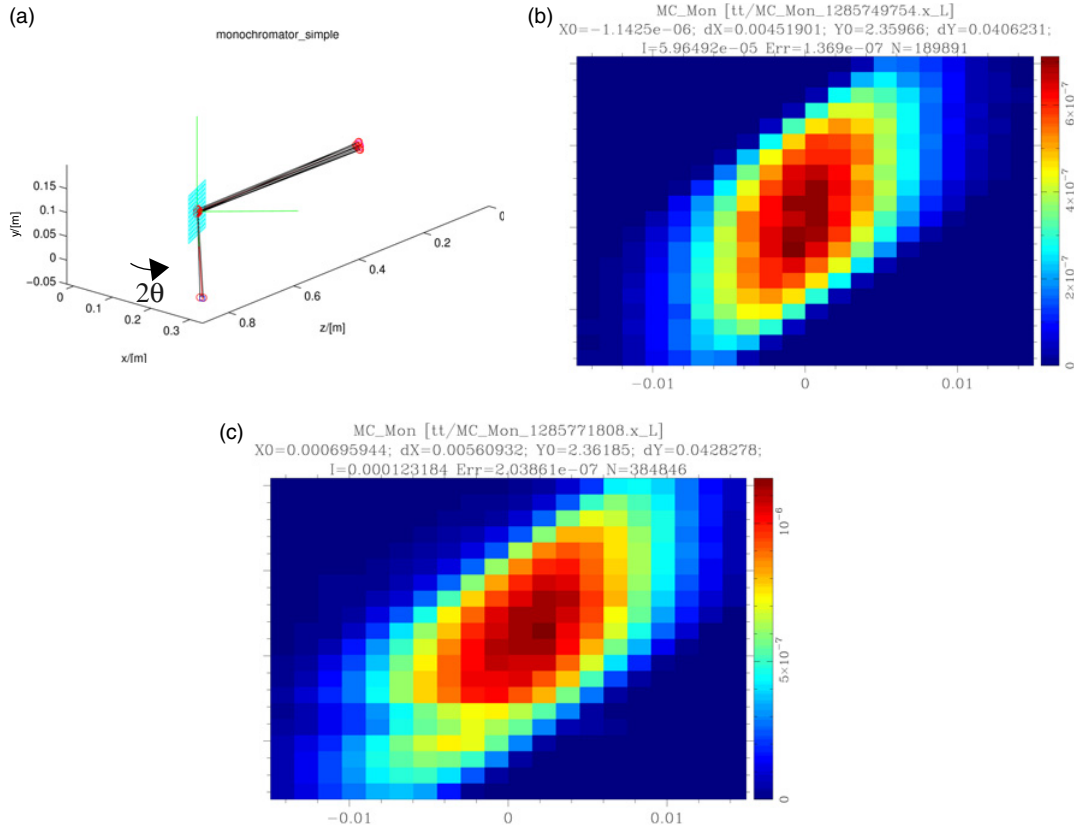 (a)
monochromator_simple
0.15
0.1
0.05
0
−0.05
y/[m]
2θ
0
0.1
0.2
0.3
x/[m]
0.8
0.6
0.4
0.2
z/[m]
(b)
MC_Mon [tt/MC_Mon_1285749754.x_L]
X0=−1.1425e−06; dX=0.00451901; Y0=2.35966; dY=0.0406231;
I=5.96492e−05 Err=1.369e−07 N=189891
6×10⁻⁷
4×10⁻⁷
2×10⁻⁷
0
−0.01
0
0.01
(c)
MC_Mon [tt/MC_Mon_1285771808.x_L]
X0=0.000695944; dX=0.00560932; Y0=2.36185; dY=0.0428278;
I=0.000123184 Err=2.03861e−07 N=384846
10⁻⁶
5×10⁻⁷
0
−0.01
0
0.01